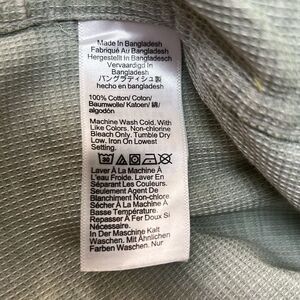 Made In Bangladesh
Fabriqué Au Bangladesh
Hergestellt In Bangladesch
Vervaardigd In
Bangladesh
バングラディシュ製
hecho en bangladesh
100% Cotton/ Coton/
Baumwolle/ Katoen/ 綿/
algodón
Machine Wash Cold. With
Like Colors. Non-chlorine
Bleach Only. Tumble Dry
Low. Iron On Lowest
Setting.
30
Laver À La Machine À
L'eau Froide. Laver En
Séparant Les Couleurs.
Seulement Agent De
Blanchiment Non-chlore.
Sécher À La Machine À
Basse Température.
Repasser À Fer Doux Si
Nécessaire.
In Der Maschine Kalt
Waschen. Mit Ähnlichen
Farben Waschen. Nur